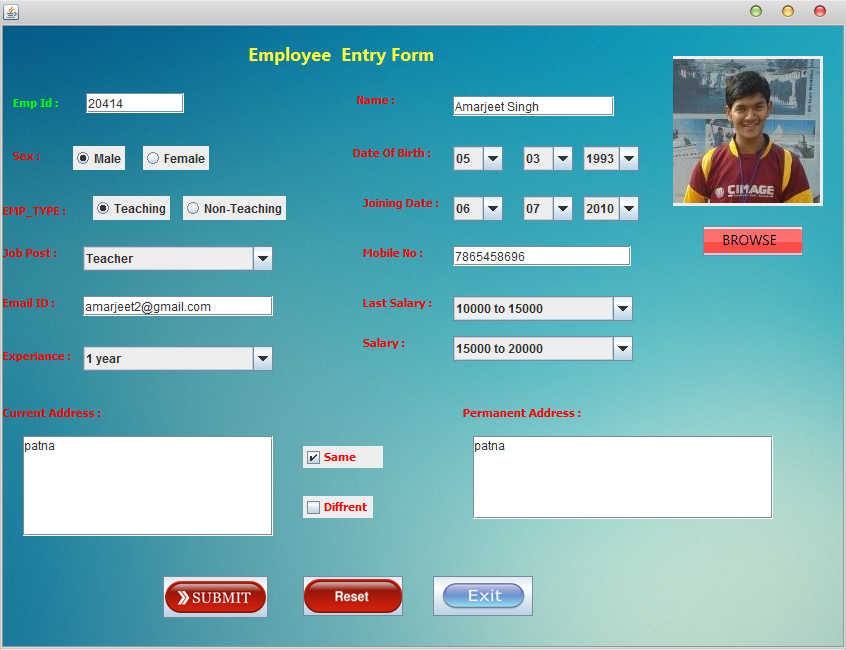 Employee Entry Form
Emp Id :
20414
Name :
Amarjeet Singh
CIMAGE
Sex :
Male
Female
Date Of Birth :
05
03
1993
EMP_TYPE :
Teaching
Non-Teaching
Joining Date :
06
07
2010
BROWSE
Job Post :
Teacher
Mobile No :
7865458696
Email ID :
amarjeet2@gmail.com
Last Salary :
10000 to 15000
Experiance :
1 year
Salary :
15000 to 20000
Current Address :
Permanent Address :
patna
Same
Diffrent
patna
SUBMIT
Reset
Exit